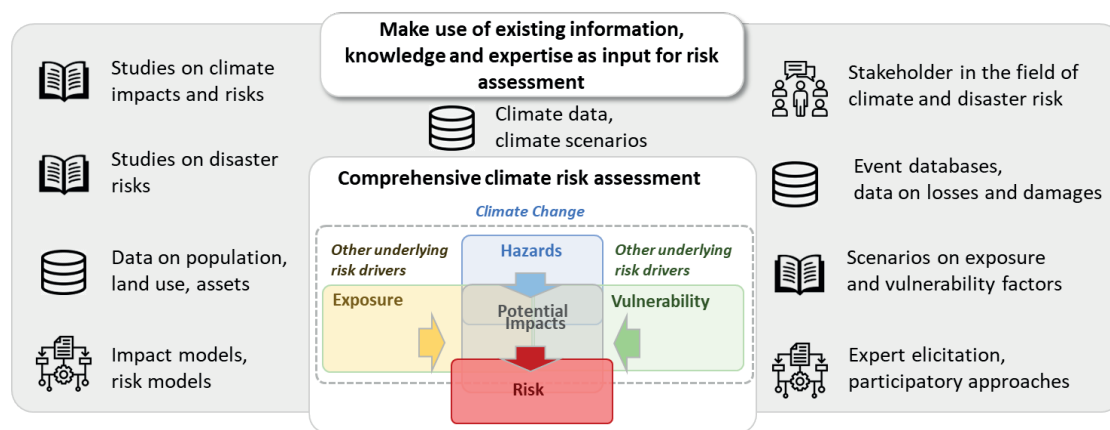 Make use of existing information,
knowledge and expertise as input for risk
assessment
Studies on climate
impacts and risks
Studies on disaster
risks
Data on population,
land use, assets
Impact models,
risk models
Climate data,
climate scenarios
Comprehensive climate risk assessment
Climate Change
Other underlying
risk drivers
Hazards
Other underlying
risk drivers
Exposure
Potential
Impacts
Vulnerability
Risk
Stakeholder in the field of
climate and disaster risk
Event databases,
data on losses and damages
Scenarios on exposure
and vulnerability factors
Expert elicitation,
participatory approaches